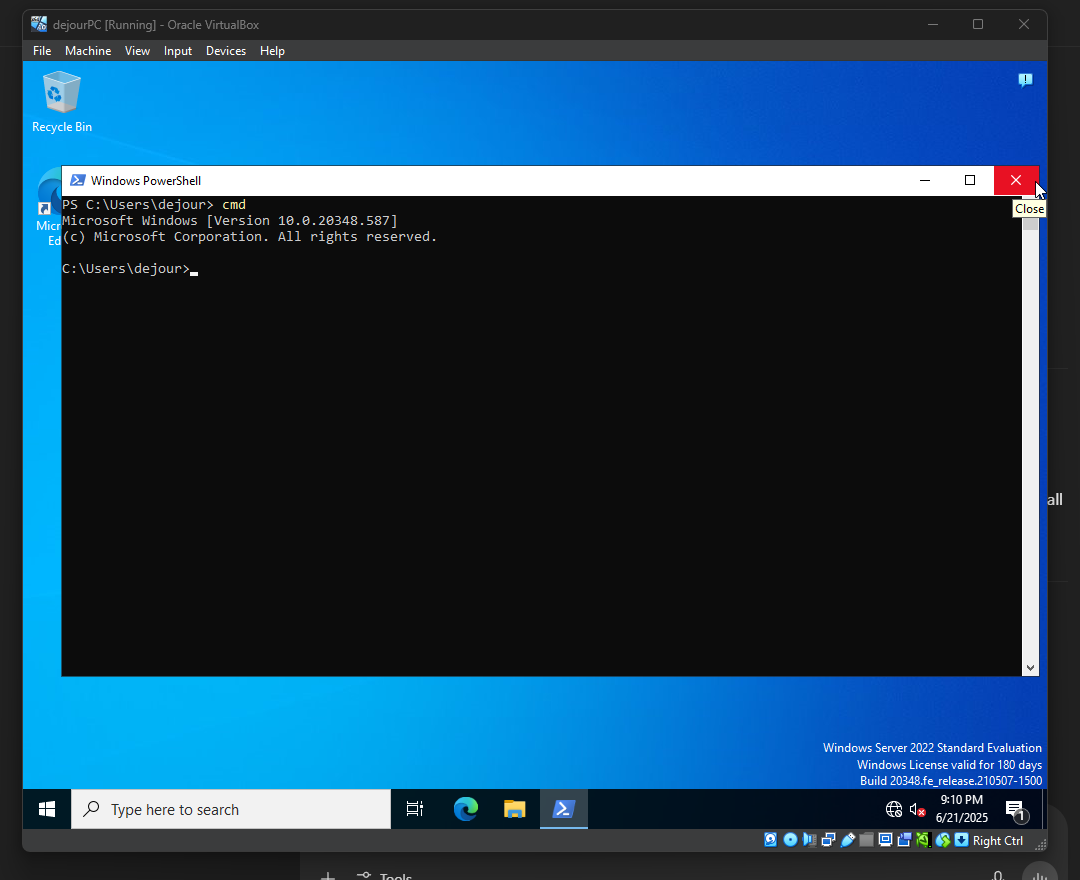 dejourPC [Running] - Oracle VirtualBox
File Machine View Input Devices Help
Recycle Bin
Micr
Ed
Windows PowerShell
Close
PS C:\Users\dejour> cmd
Microsoft Windows [Version 10.0.20348.587]
(c) Microsoft Corporation. All rights reserved.
C:\Users\dejour>
all
Windows Server 2022 Standard Evaluation
Windows License valid for 180 days
Build 20348.fe_release.210507-1500
Type here to search
9:10 PM
6/21/2025
1
Right Ctrl
Tools